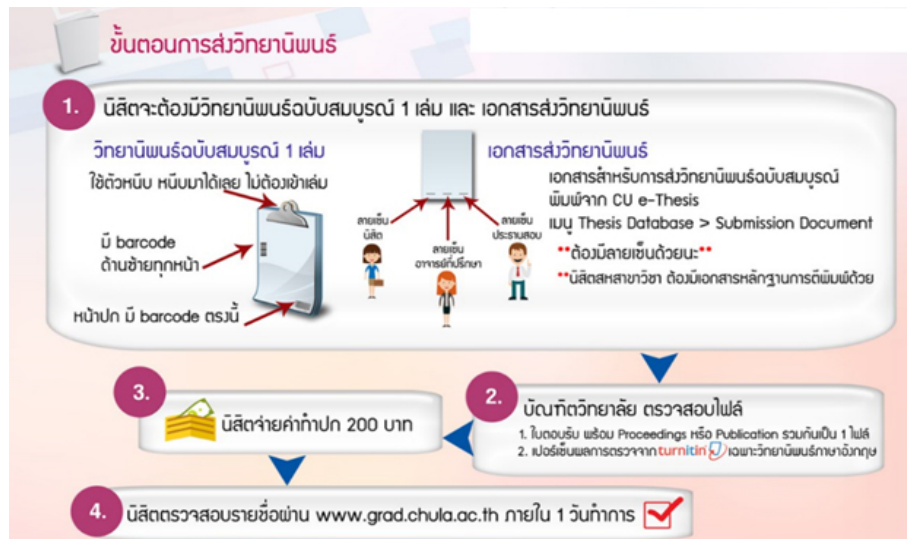 ขั้นตอนการส่งวิทยานิพนธ์
1. นิสิตจะต้องมีวิทยานิพนธ์ฉบับสมบูรณ์ 1 เล่ม และ เอกสารส่งวิทยานิพนธ์
วิทยานิพนธ์ฉบับสมบูรณ์ 1 เล่ม
ใช้ตัวหนีบ หนีบมาได้เลย ไม่ต้องเข้าเล่ม
มี barcode
ด้านซ้ายทุกหน้า
หน้าปก มี barcode ตรงนี้
ลายเซ็น
นิสิต
ลายเซ็น
อาจารย์ที่ปรึกษา
ลายเซ็น
ประธานสอบ
เอกสารส่งวิทยานิพนธ์
เอกสารสำหรับการส่งวิทยานิพนธ์ฉบับสมบูรณ์
พิมพ์จาก CU e-Thesis
เมนู Thesis Database > Submission Document
**ต้องมีลายเซ็นด้วยนะ**
**นิสิตสหสาขาวิชา ต้องมีเอกสารหลักฐานการตีพิมพ์ด้วย
2. บัณฑิตวิทยาลัย ตรวจสอบไฟล์
1. ใบตอบรับ พร้อม Proceedings หรือ Publication รวมกันเป็น 1 ไฟล์
2. เปอร์เซ็นผลการตรวจจาก turnitin เฉพาะวิทยานิพนธ์ภาษาอังกฤษ
3. นิสิตจ่ายค่าทำปก 200 บาท
4. นิสิตตรวจสอบรายชื่อผ่าน www.grad.chula.ac.th ภายใน 1 วันทำการ